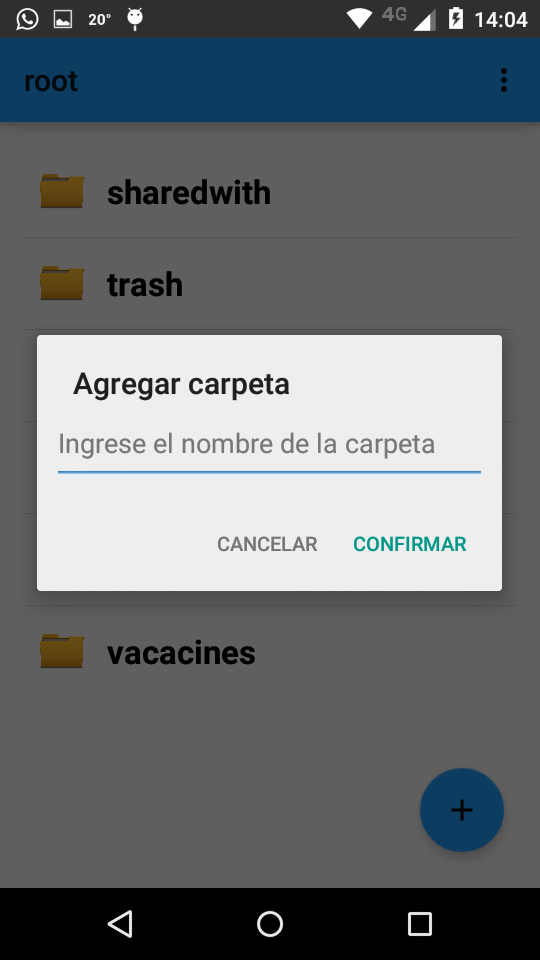 20° 4G 14:04
root
sharedwith
trash
Agregar carpeta
Ingrese el nombre de la carpeta
CANCELAR CONFIRMAR
vacacines